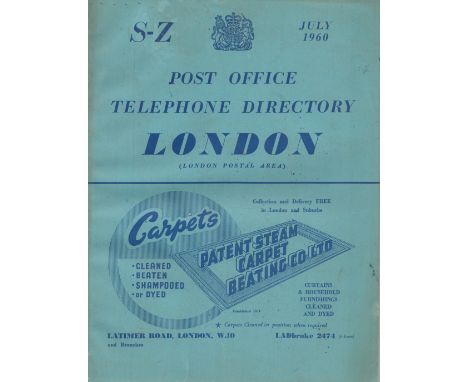 S-Z
JULY
1960
POST OFFICE
TELEPHONE DIRECTORY
LONDON
(LONDON POSTAL AREA)
Collection and Delivery FREE
in London and Suburbs
Carpets
• CLEANED
• BEATEN
• SHAMPOOED
• OR DYED
PATENT STEAM
CARPET
BEATING CO LTD
CURTAINS
& HOUSEHOLD
FURNISHINGS
CLEANED
AND DYED
★ Carpets Cleaned in position when required
LATIMER ROAD, LONDON, W.10
and Branches
LADbroke 2474